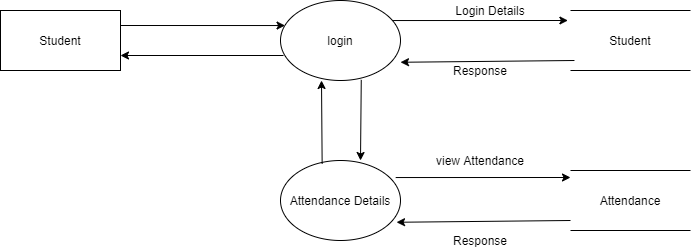 Login Details
Student
login
Student
Response
view Attendance
Attendance Details
Attendance
Response